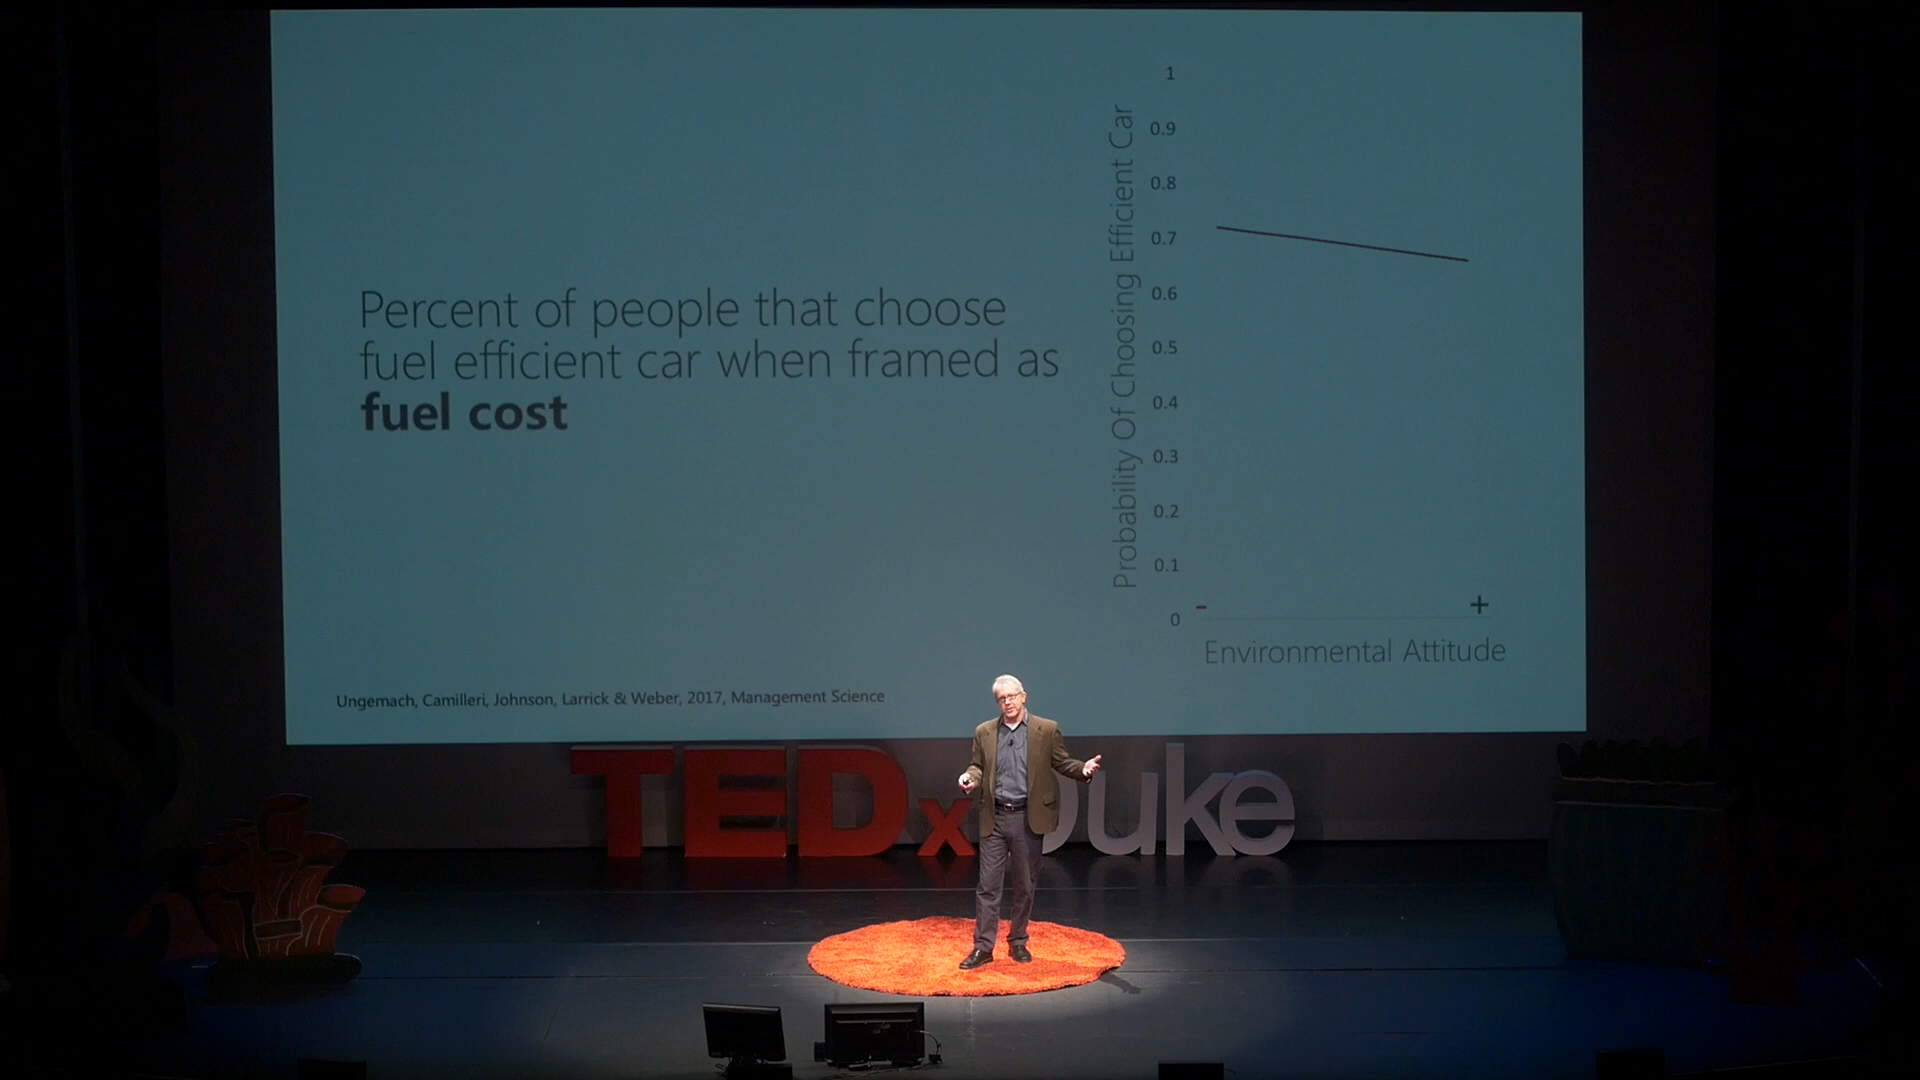 Percent of people that choose
fuel efficient car when framed as
fuel cost
Ungemach, Camilleri, Johnson, Larrick & Weber, 2017, Management Science
Probability Of Choosing Efficient Car
1
0.9
0.8
0.7
0.6
0.5
0.4
0.3
0.2
0.1
0
- +
Environmental Attitude
TEDxDuke